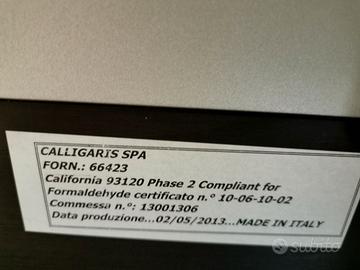 CALLIGARIS SPA
FORN.: 66423
California 93120 Phase 2 Compliant for
Formaldehyde certificato n.° 10-06-10-02
Commessa n.°: 13001306
Data produzione...02/05/2013...MADE IN ITALY
subito